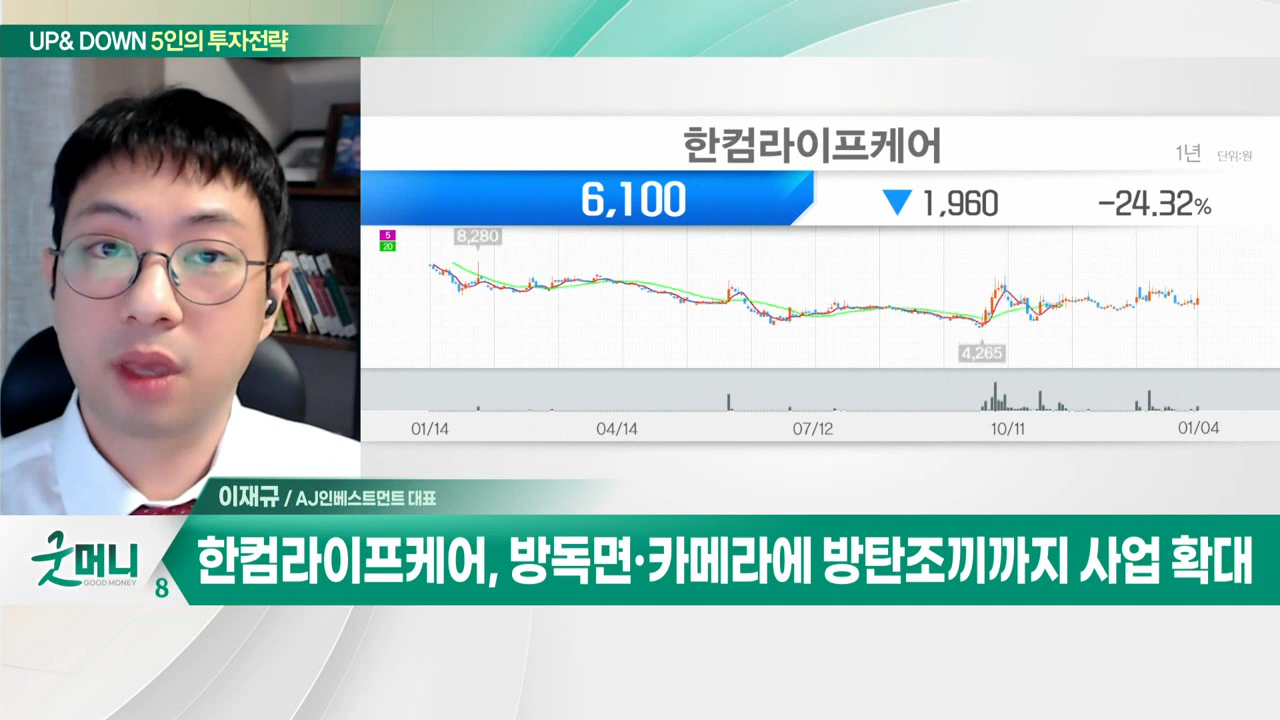 UP& DOWN 5인의 투자전략
한컴라이프케어
1년 단위:원
6,100 ▼ 1,960 -24.32%
5
20
8,280
4,265
01/14 04/14 07/12 10/11 01/04
이재규 / AJ인베스트먼트 대표
굿머니
GOOD MONEY
8
한컴라이프케어, 방독면·카메라에 방탄조끼까지 사업 확대